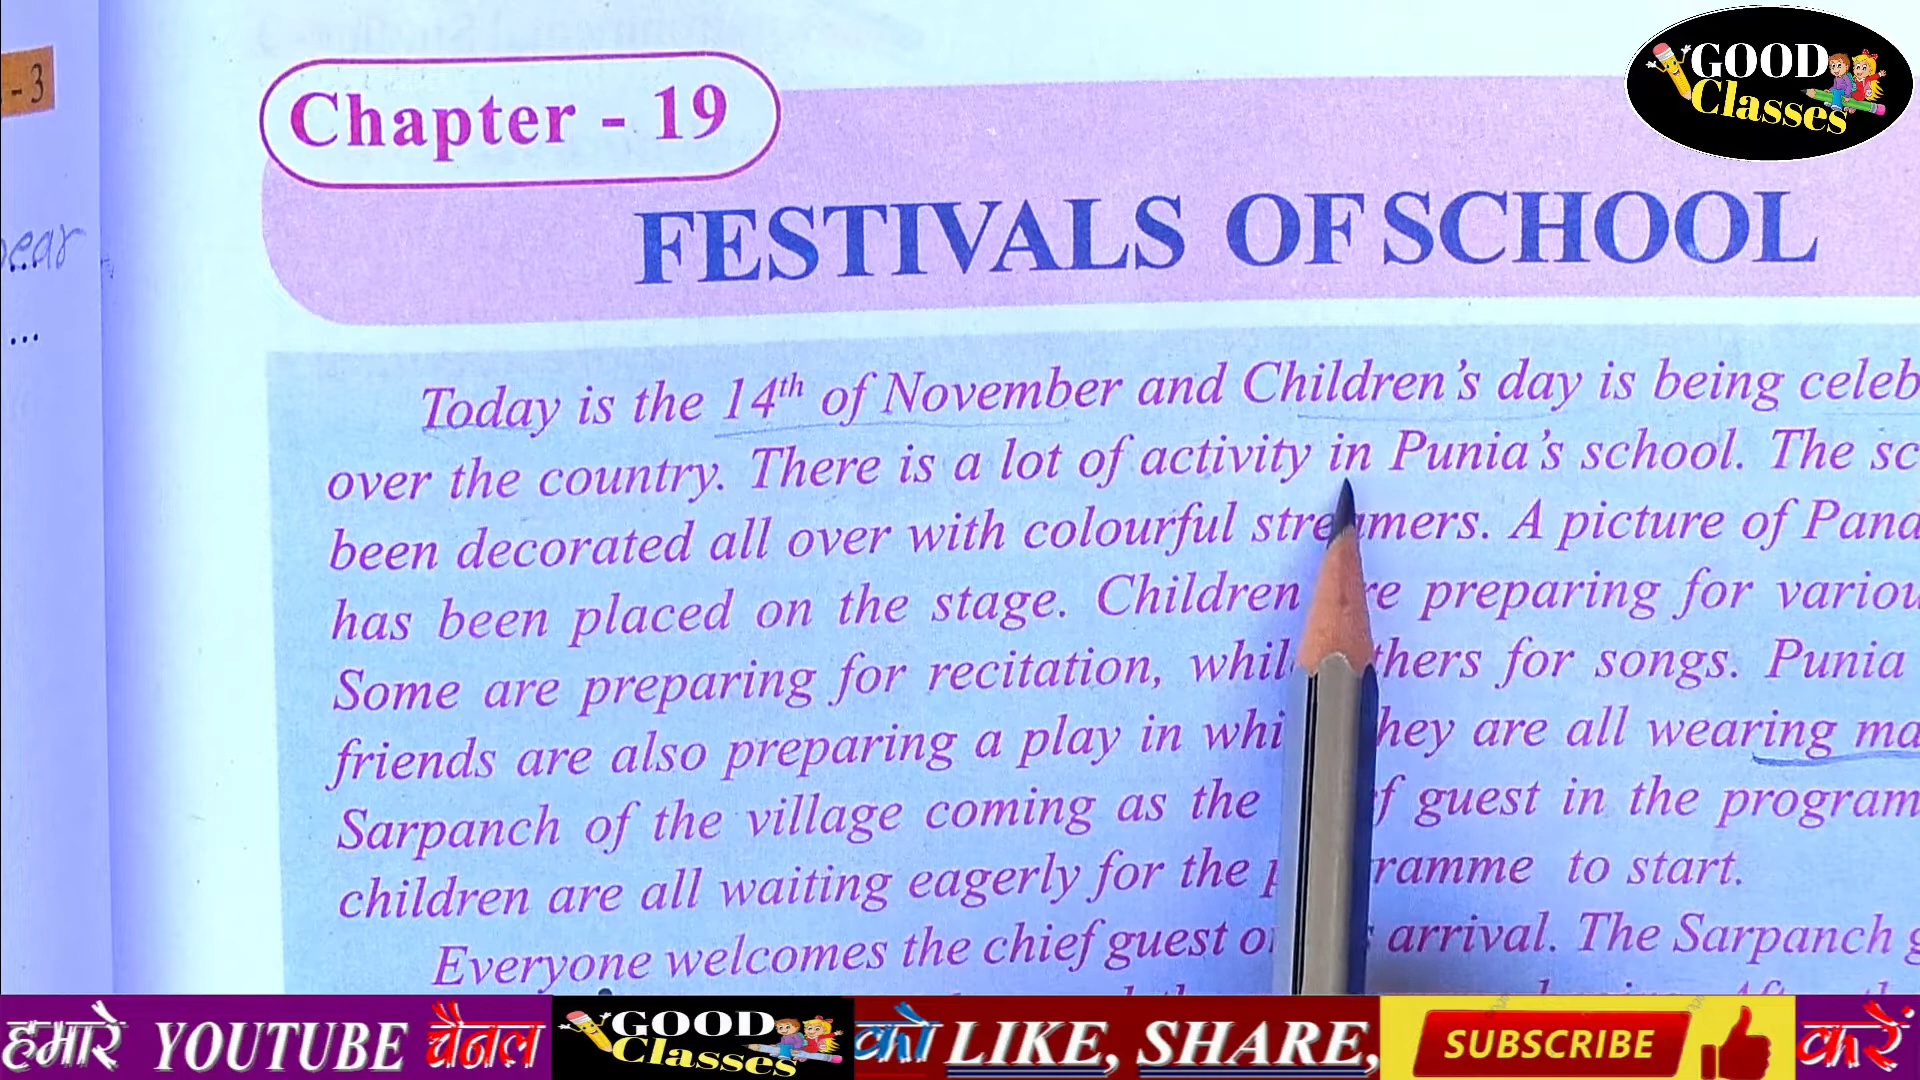 GOOD
Classes
- 3
Chapter - 19
FESTIVALS OF SCHOOL
...
Today is the 14th of November and Children's day is being celeb
over the country. There is a lot of activity in Punia's school. The sc
been decorated all over with colourful streamers. A picture of Pand
has been placed on the stage. Children re preparing for variou
Some are preparing for recitation, whil thers for songs. Punia
friends are also preparing a play in whi hey are all wearing ma
Sarpanch of the village coming as the f guest in the program
children are all waiting eagerly for the p ramme to start.
Everyone welcomes the chief guest o arrival. The Sarpanch g
हमारे YOUTUBE चैनल GOOD Classes को LIKE, SHARE, SUBSCRIBE करें